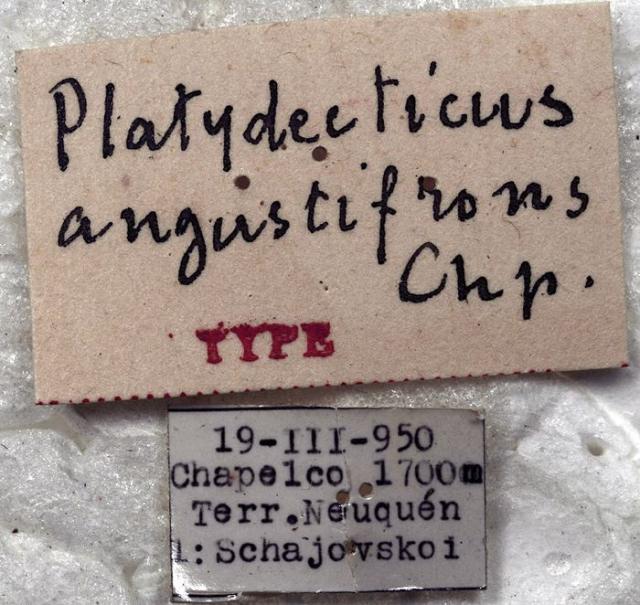 Platydecticus
angustifrons
Chp.
TYPE
19-III-950
Chapelco 1700m
Terr.Neuquén
l:Schajovskoi